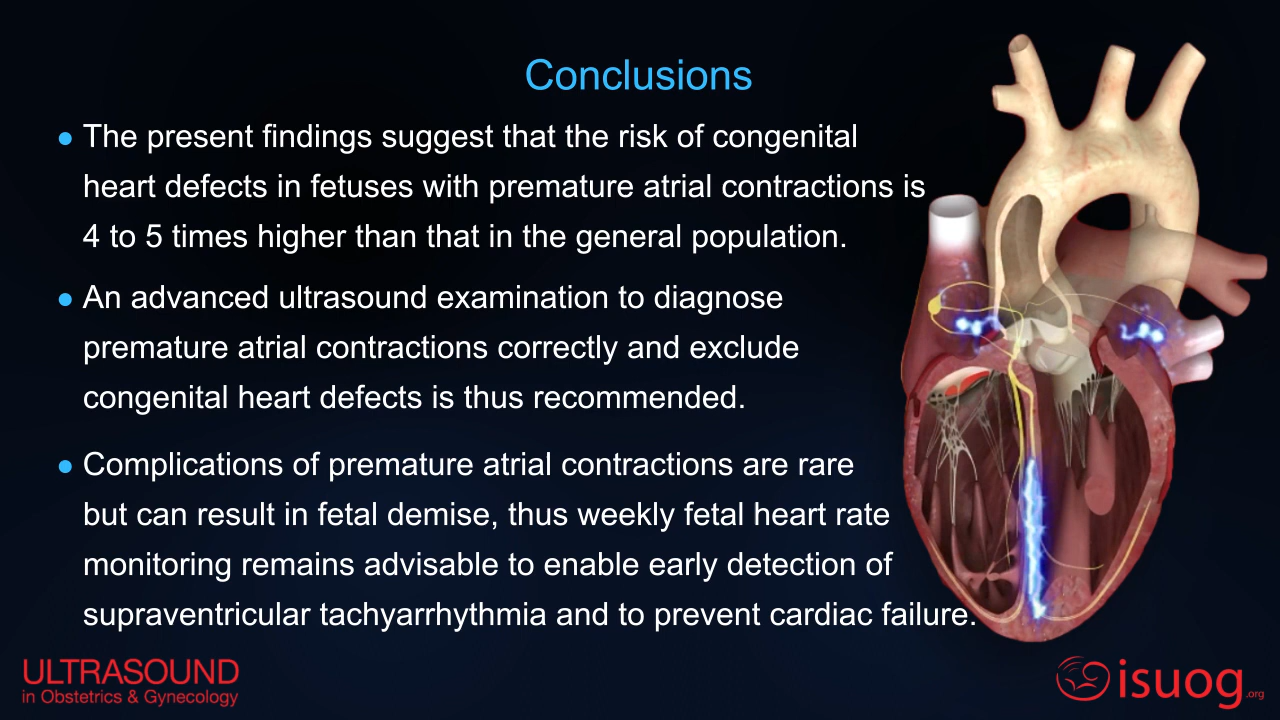 Conclusions
● The present findings suggest that the risk of congenital
heart defects in fetuses with premature atrial contractions is
4 to 5 times higher than that in the general population.
● An advanced ultrasound examination to diagnose
premature atrial contractions correctly and exclude
congenital heart defects is thus recommended.
● Complications of premature atrial contractions are rare
but can result in fetal demise, thus weekly fetal heart rate
monitoring remains advisable to enable early detection of
supraventricular tachyarrhythmia and to prevent cardiac failure.
ULTRASOUND
in Obstetrics & Gynecology
isuog.org